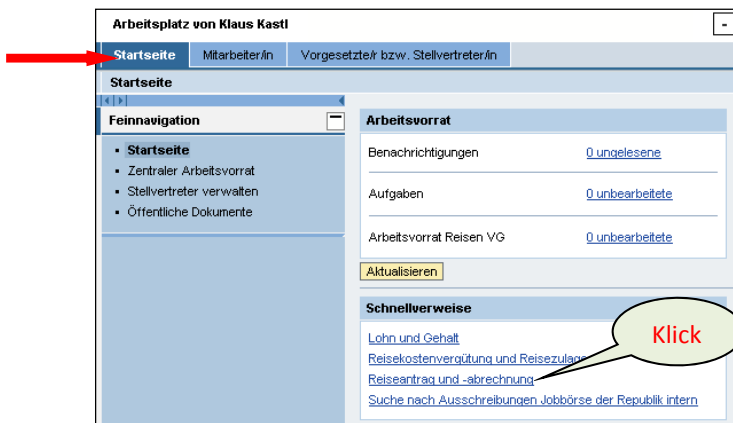 Arbeitsplatz von Klaus Kastl
Startseite Mitarbeiter/in Vorgesetzte/r bzw. Stellvertreter/in
Startseite
Feinnavigation
Startseite
Zentraler Arbeitsvorrat
Stellvertreter verwalten
Öffentliche Dokumente
Arbeitsvorrat
Benachrichtigungen 0 ungelesene
Aufgaben 0 unbearbeitete
Arbeitsvorrat Reisen VG 0 unbearbeitete
Aktualisieren
Schnellverweise
Lohn und Gehalt
Reisekostenvergütung und Reisezulage
Reiseantrag und -abrechnung
Suche nach Ausschreibungen Jobbörse der Republik intern
Klick